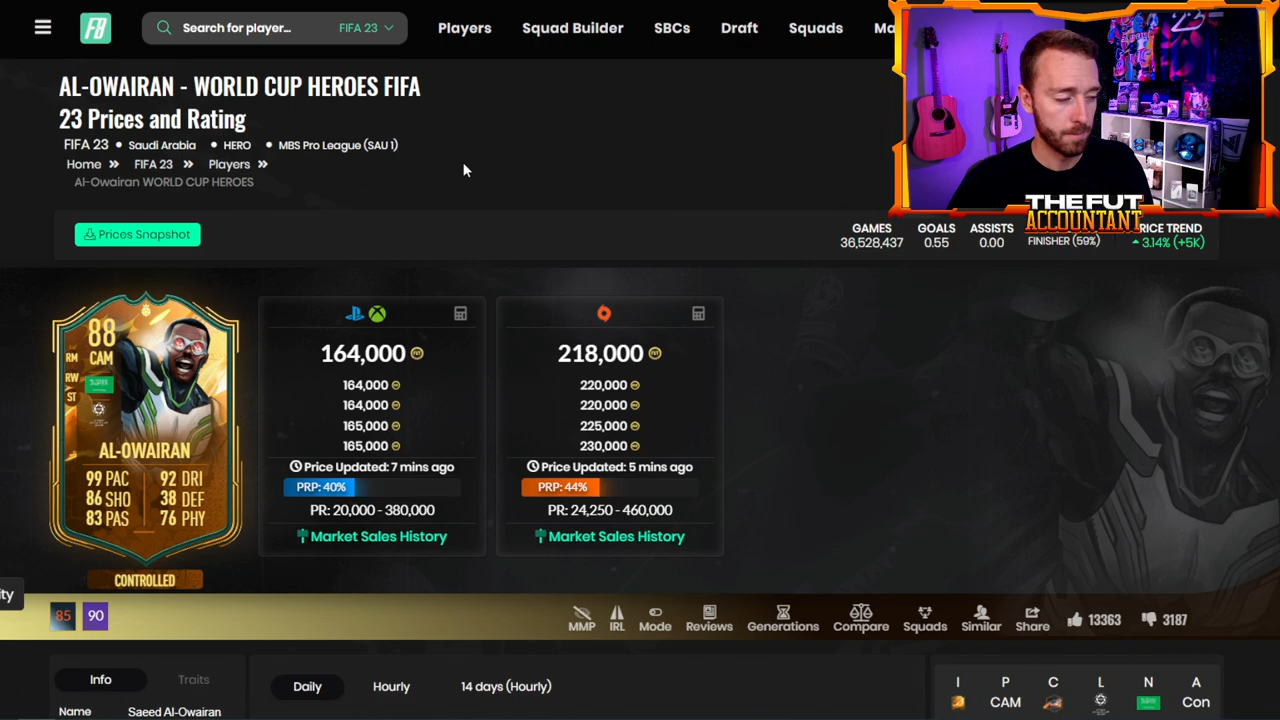 Search for player...
FIFA 23
Players
Squad Builder
SBCs
Draft
Squads
Ma
AL-OWAIRAN - WORLD CUP HEROES FIFA
23 Prices and Rating
FIFA 23 • Saudi Arabia • HERO • MBS Pro League (SAU 1)
Home >> FIFA 23 >> Players >>
Al-Owairan WORLD CUP HEROES
THE FUT
ACCOUNTANT
Prices Snapshot
GAMES
36,528,437
GOALS
0.55
ASSISTS
0.00
FINISHER (59%)
RICE TREND
3.14% (+5K)
88
CAM
RM
RW
ST
AL-OWAIRAN
99 PAC 92 DRI
86 SHO 38 DEF
83 PAS 76 PHY
CONTROLLED
164,000
164,000
164,000
165,000
165,000
Price Updated: 7 mins ago
PRP: 40%
PR: 20,000 - 380,000
Market Sales History
218,000
220,000
220,000
225,000
230,000
Price Updated: 5 mins ago
PRP: 44%
PR: 24,250 - 460,000
Market Sales History
ity
85 90
MMP
IRL
Mode
Reviews
Generations
Compare
Squads
Similar
Share
13363
3187
Info
Traits
Name Saeed Al-Owairan
Daily
Hourly
14 days (Hourly)
I P C L N A
CAM Con